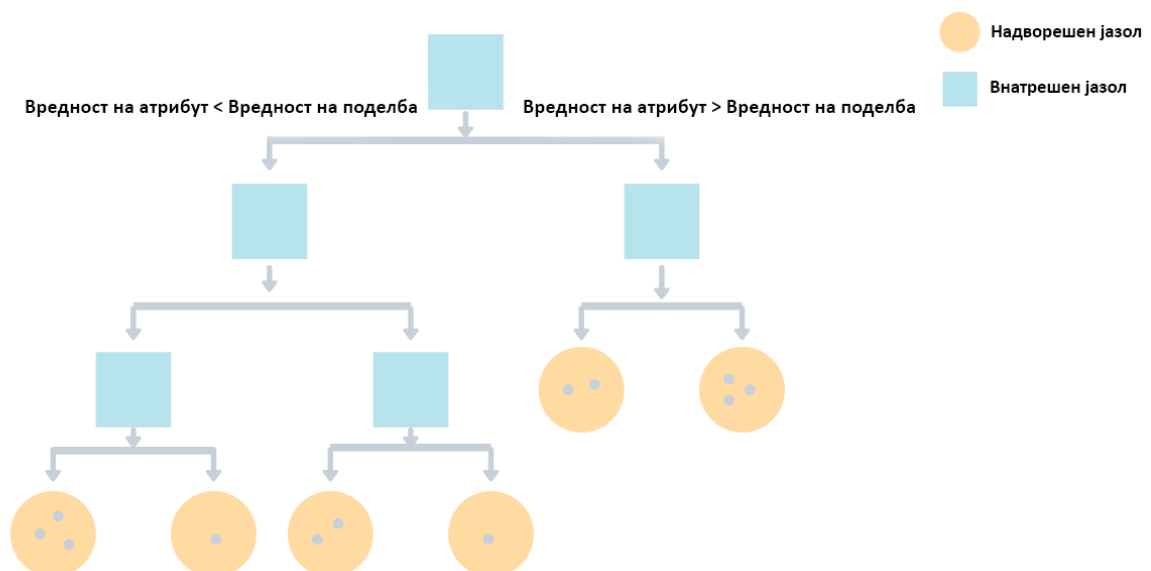 Надворешен јазол
Внатрешен јазол
Вредност на атрибут < Вредност на поделба
Вредност на атрибут > Вредност на поделба